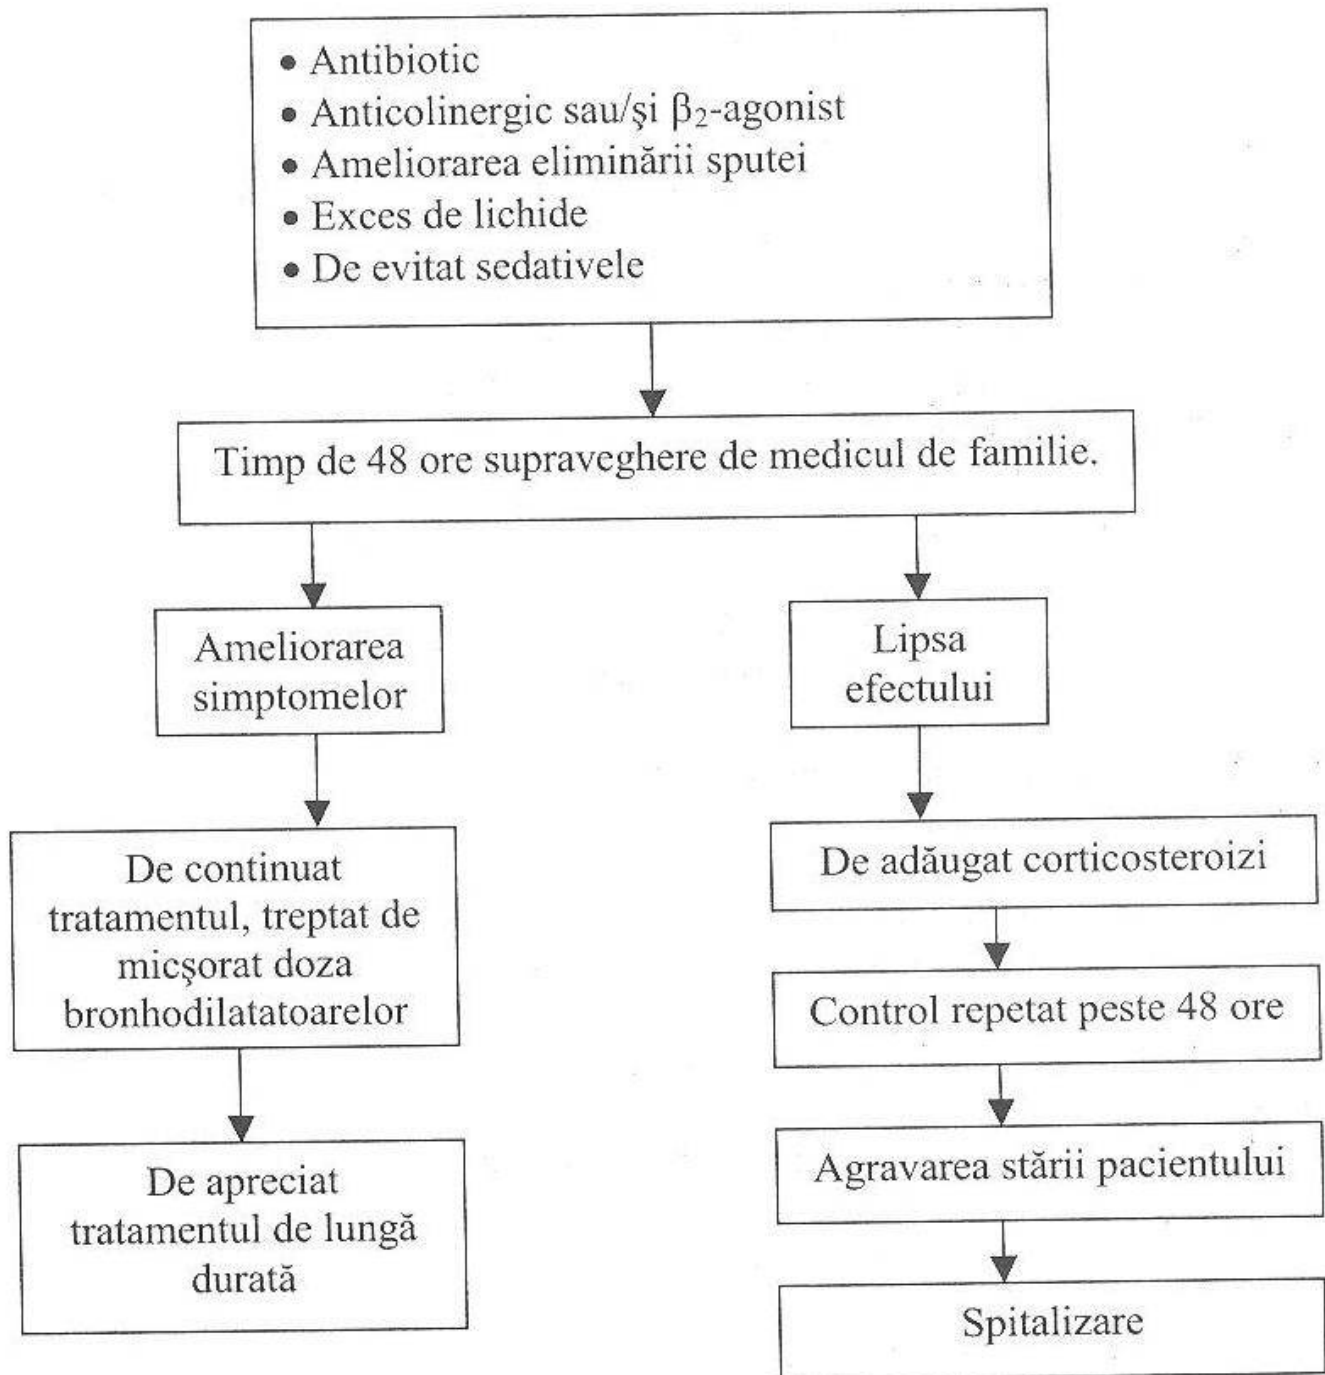 • Antibiotic
• Anticolinergic sau/şi β₂-agonist
• Ameliorarea eliminării sputei
• Exces de lichide
• De evitat sedativele
Timp de 48 ore supraveghere de medicul de familie.
Ameliorarea
simptomelor
Lipsa
efectului
De continuat
tratamentul, treptat de
micşorat doza
bronhodilatatoarelor
De apreciat
tratamentul de lungă
durată
De adăugat corticosteroizi
Control repetat peste 48 ore
Agravarea stării pacientului
Spitalizare